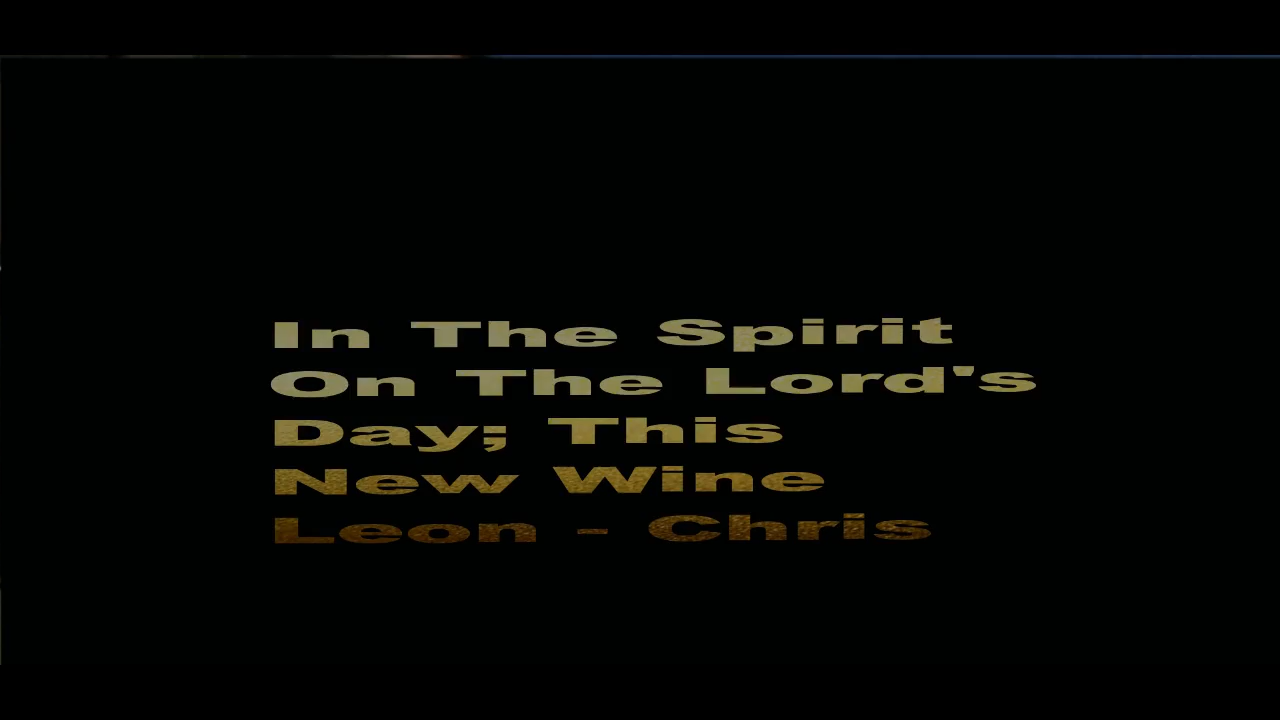 In The Spirit
On The Lord's
Day; This
New Wine
Leon - Chris